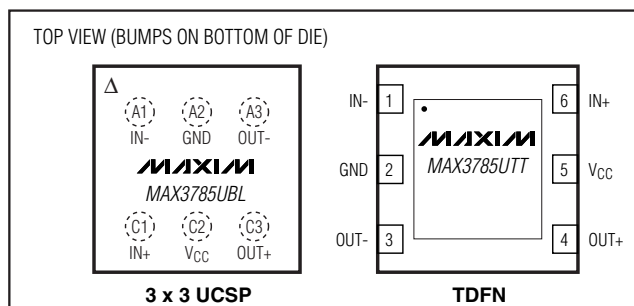 TOP VIEW (BUMPS ON BOTTOM OF DIE)
Δ
A1 A2 A3
IN- GND OUT-
MAXIM
MAX3785UBL
C1 C2 C3
IN+ VCC OUT+
3 x 3 UCSP
IN- 1 6 IN+
MAXIM
MAX3785UTT
GND 2 5 VCC
OUT- 3 4 OUT+
TDFN